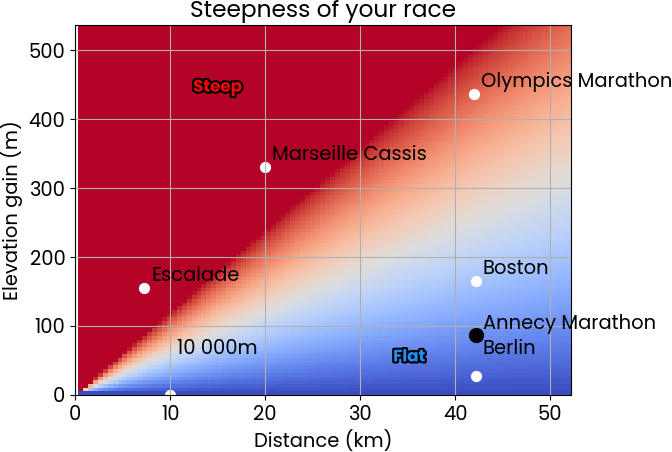 Steepness of your race
Elevation gain (m)
500
400
300
200
100
0
Steep
Olympics Marathon
Marseille Cassis
Escalade
Boston
Annecy Marathon
10 000m
Berlin
Flat
0 10 20 30 40 50
Distance (km)